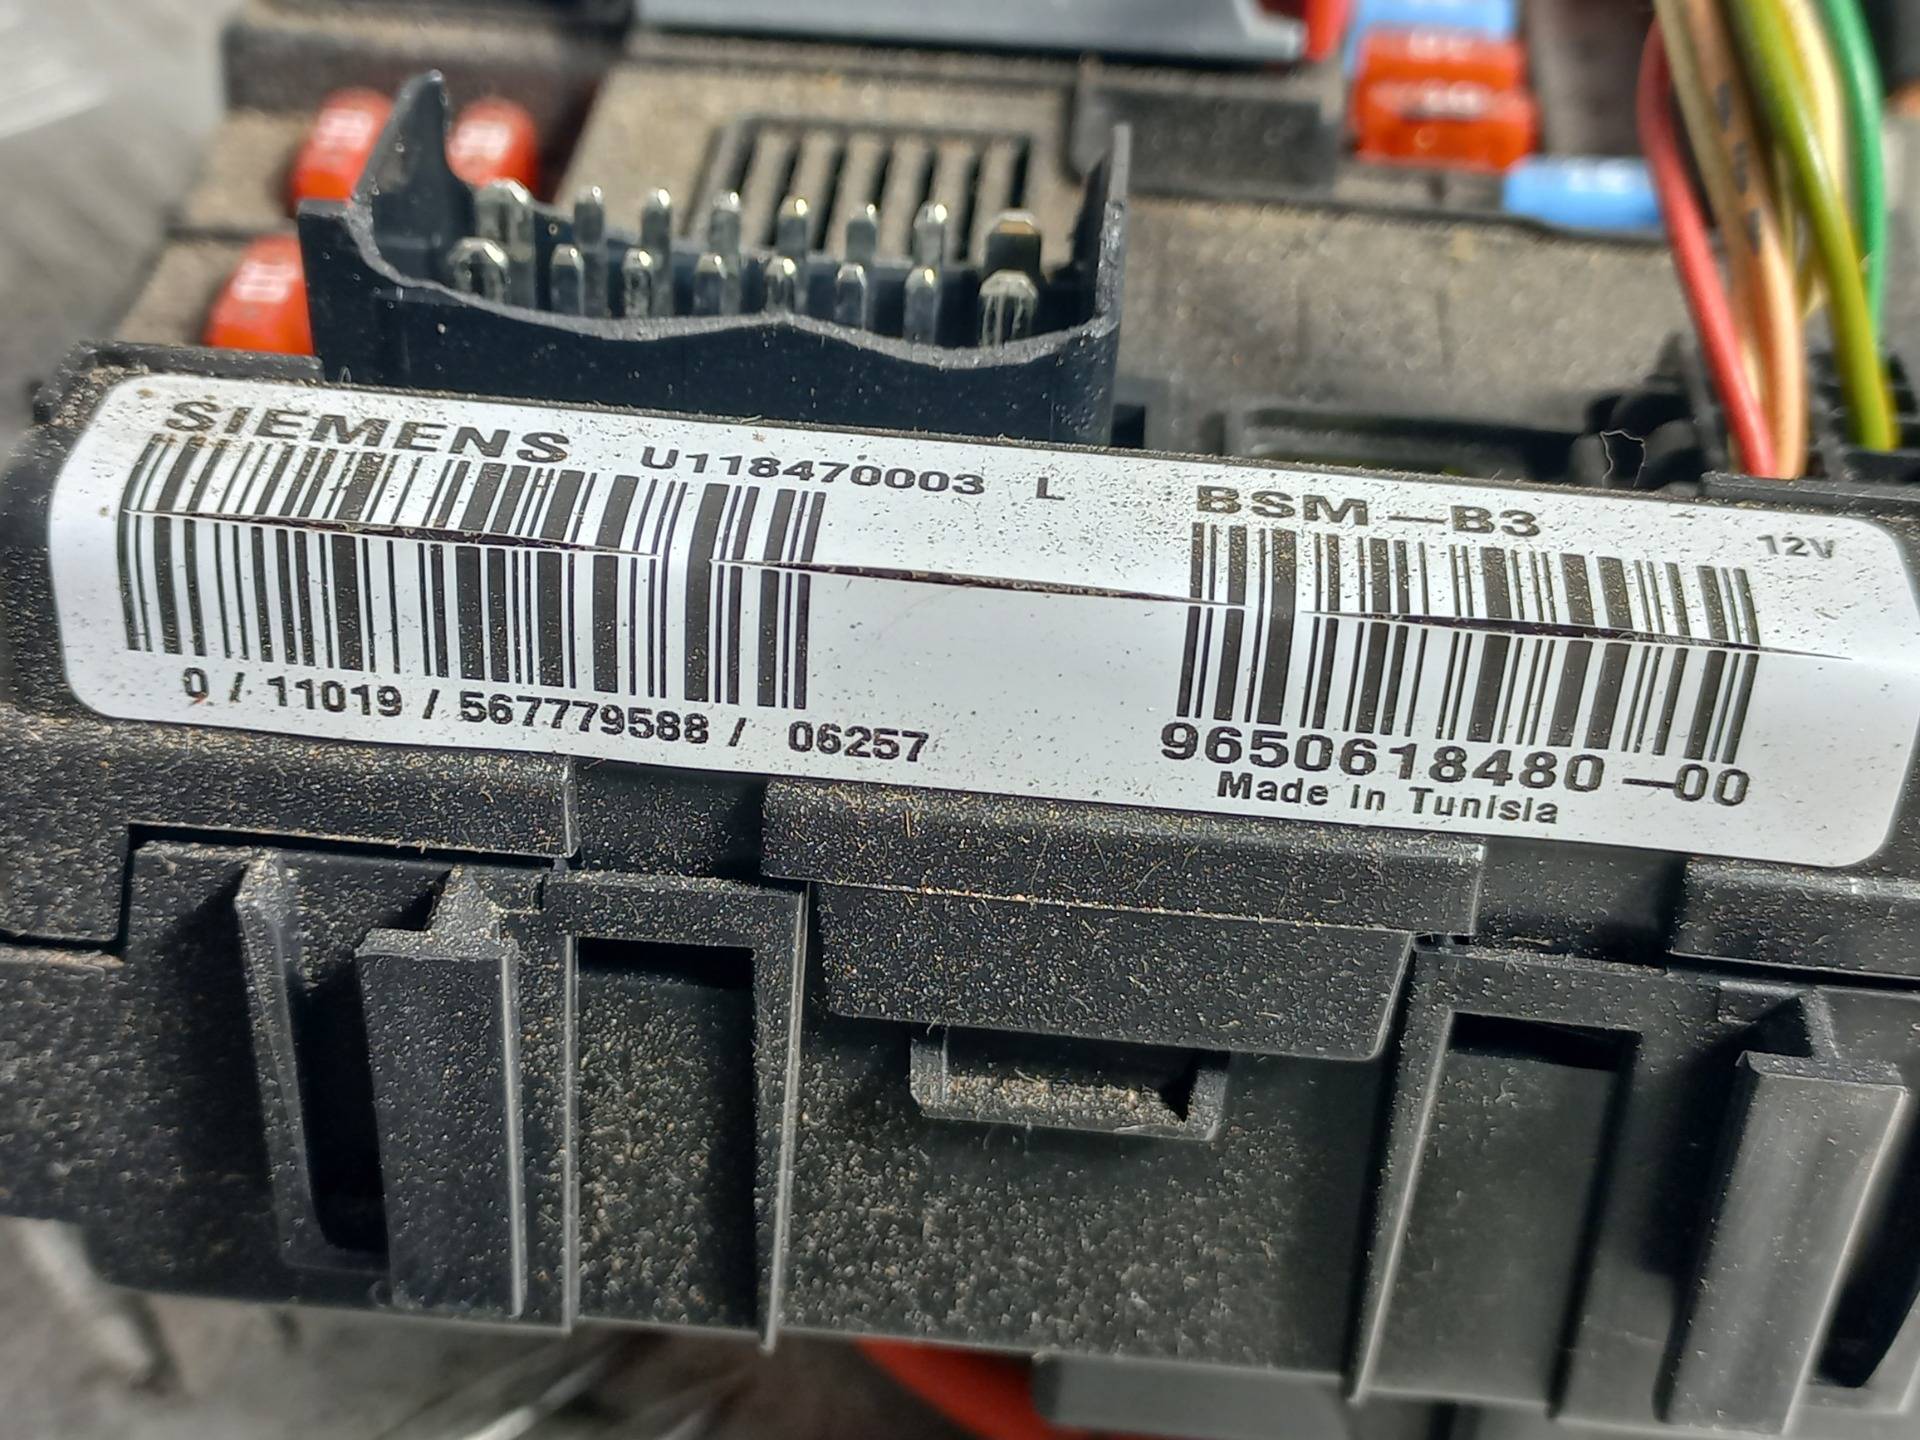 SIEMENS U118470003 L BSM-B3 12V
0 / 11019 / 567779588 / 06257
9650618480-00
Made in Tunisia